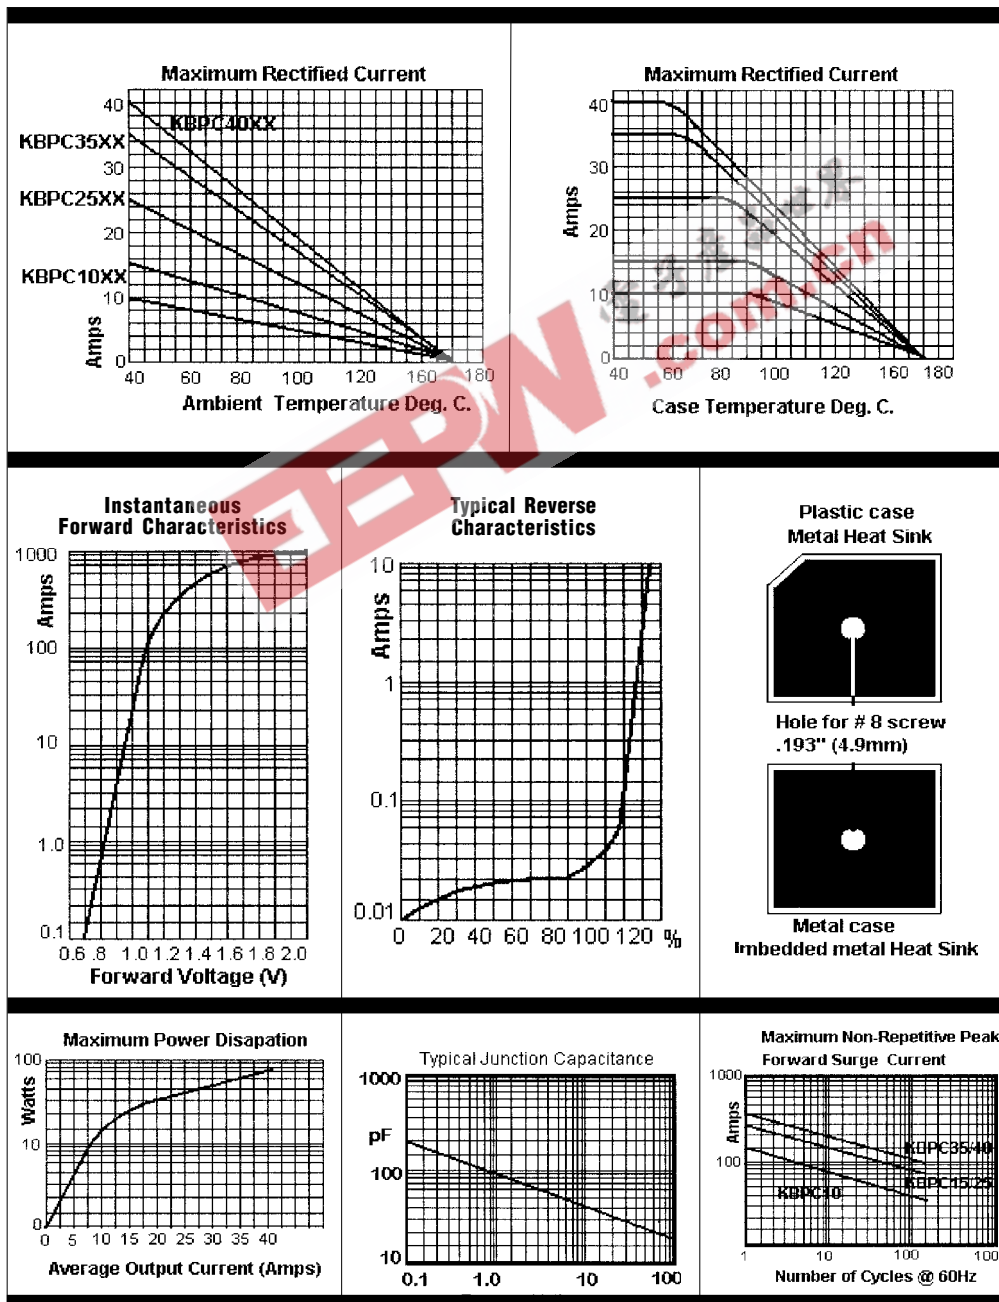 Maximum Rectified Current
40
KBPC40XX
KBPC35XX
30
KBPC25XX
20
KBPC10XX
10
Amps
0
40 60 80 100 120 160 180
Ambient Temperature Deg. C.
Maximum Rectified Current
40
30
Amps
20
10
0
40 60 80 100 120 160 180
Case Temperature Deg. C.
EEPW
.com.cn
Instantaneous
Forward Characteristics
1000
Amps
100
10
1.0
0.1
0.6 .8 1.0 1.2 1.4 1.6 1.8 2.0
Forward Voltage (V)
Typical Reverse
Characteristics
10
Amps
1
0.1
0.01
0 20 40 60 80 100 120 %
Plastic case
Metal Heat Sink
Hole for # 8 screw
.193" (4.9mm)
Metal case
Imbedded metal Heat Sink
Maximum Power Disapation
100
Watts
10
0
0 5 10 15 20 25 30 35 40
Average Output Current (Amps)
Typical Junction Capacitance
1000
pF
100
10
0.1 1.0 10 100
Maximum Non-Repetitive Peak
Forward Surge Current
1000
Amps
100
KBPC35/40
KBPC15/25
KBPC10
1 10 100 100
Number of Cycles @ 60Hz